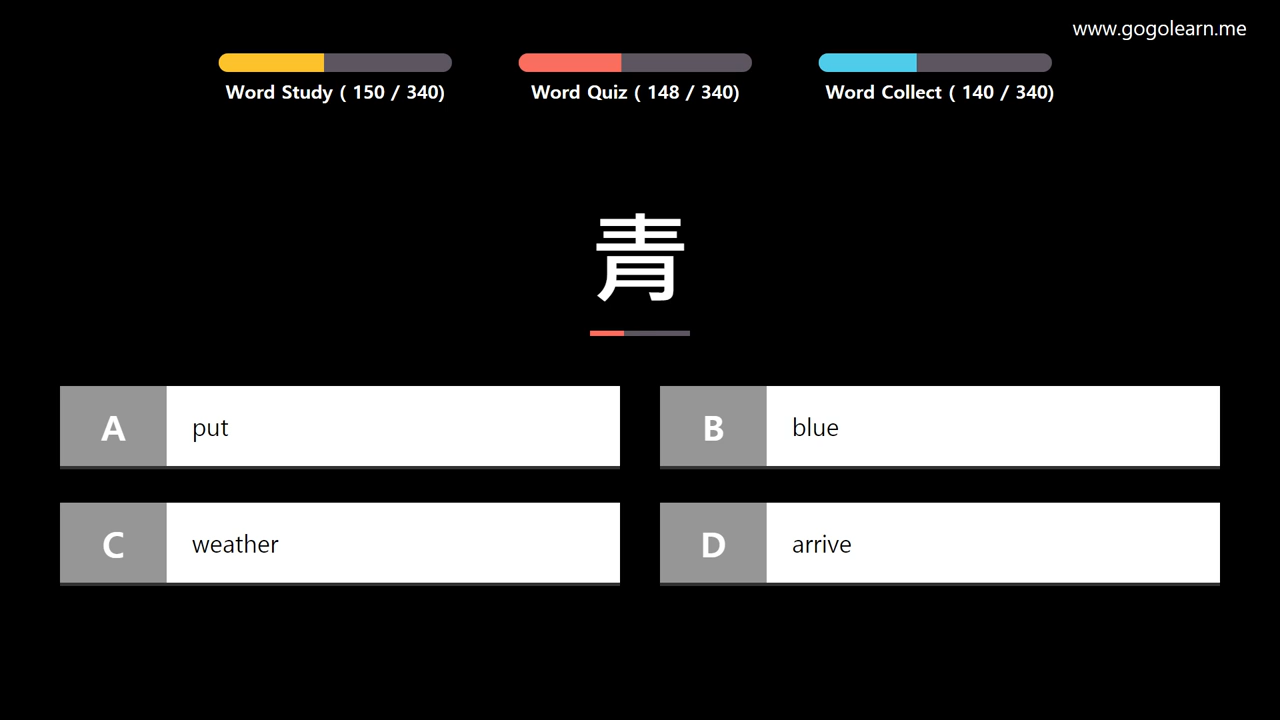 www.gogolearn.me
Word Study ( 150 / 340)
Word Quiz ( 148 / 340)
Word Collect ( 140 / 340)
青
A put
B blue
C weather
D arrive